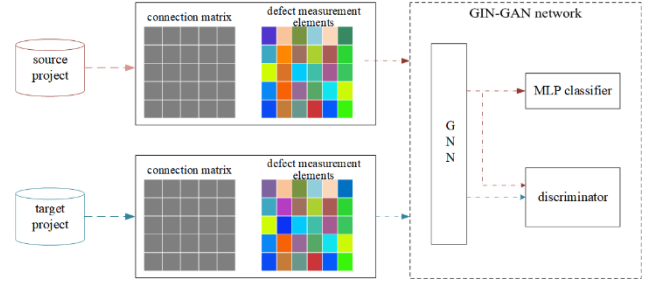 source
project
connection matrix
defect measurement
elements
target
project
connection matrix
defect measurement
elements
GIN-GAN network
G
N
N
MLP classifier
discriminator